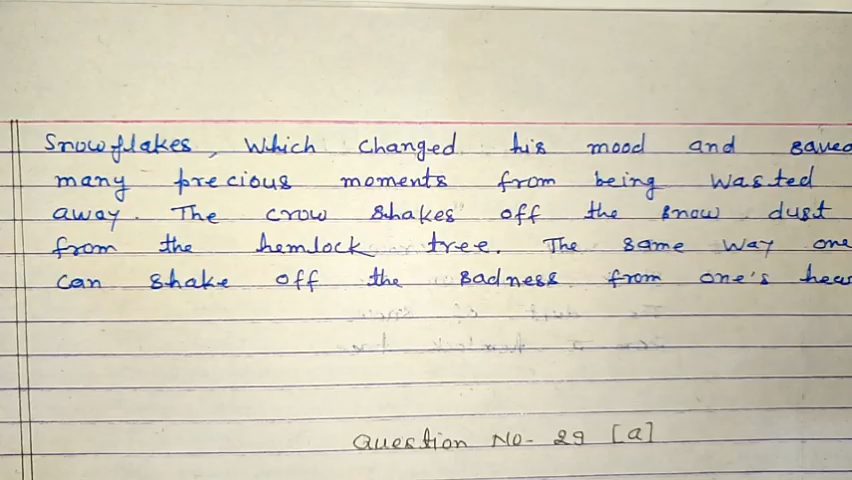 Snowflakes, which changed his mood and saved
many precious moments from being wasted
away. The crow shakes off the snow dust
from the hemlock tree. The same way one
can shake off the sadness from one's
Question No- 29 [a]